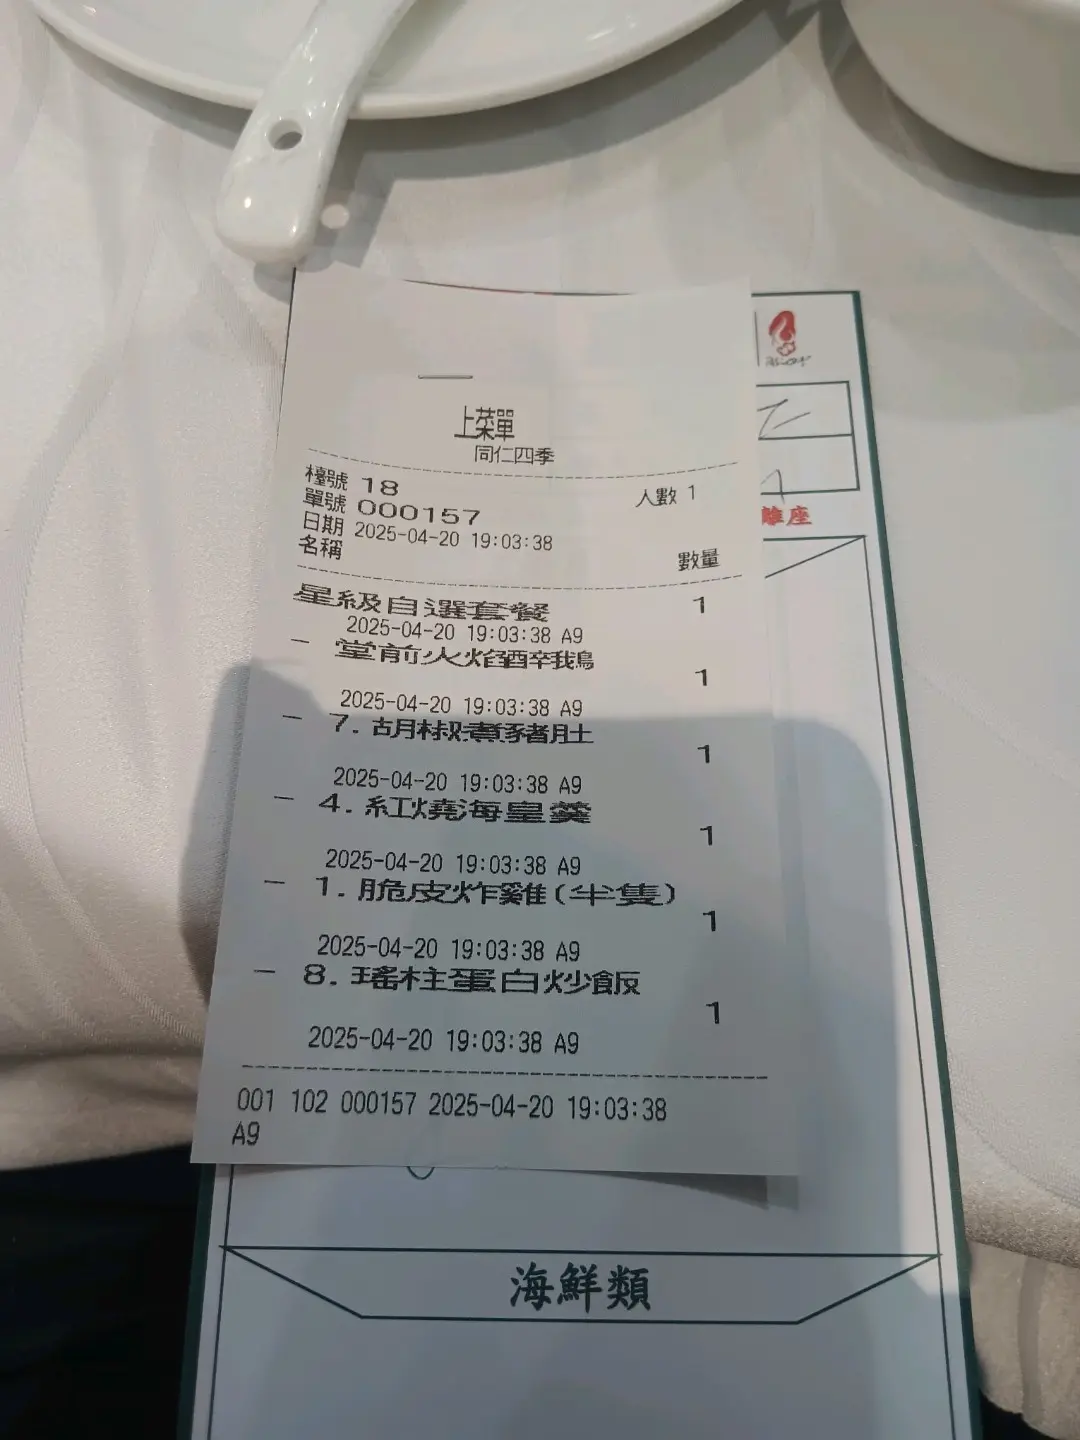 上菜單
同仁四季
檯號 18 人數 1
單號 000157
日期 2025-04-20 19:03:38
名稱 數量
星級自選套餐 1
2025-04-20 19:03:38 A9
- 堂前火焰醉鵝 1
2025-04-20 19:03:38 A9
- 7. 胡椒煮豬肚 1
2025-04-20 19:03:38 A9
- 4. 紅燒海皇羹 1
2025-04-20 19:03:38 A9
- 1. 脆皮炸雞(半隻) 1
2025-04-20 19:03:38 A9
- 8. 瑤柱蛋白炒飯 1
2025-04-20 19:03:38 A9
001 102 000157 2025-04-20 19:03:38
A9
離座
海鮮類